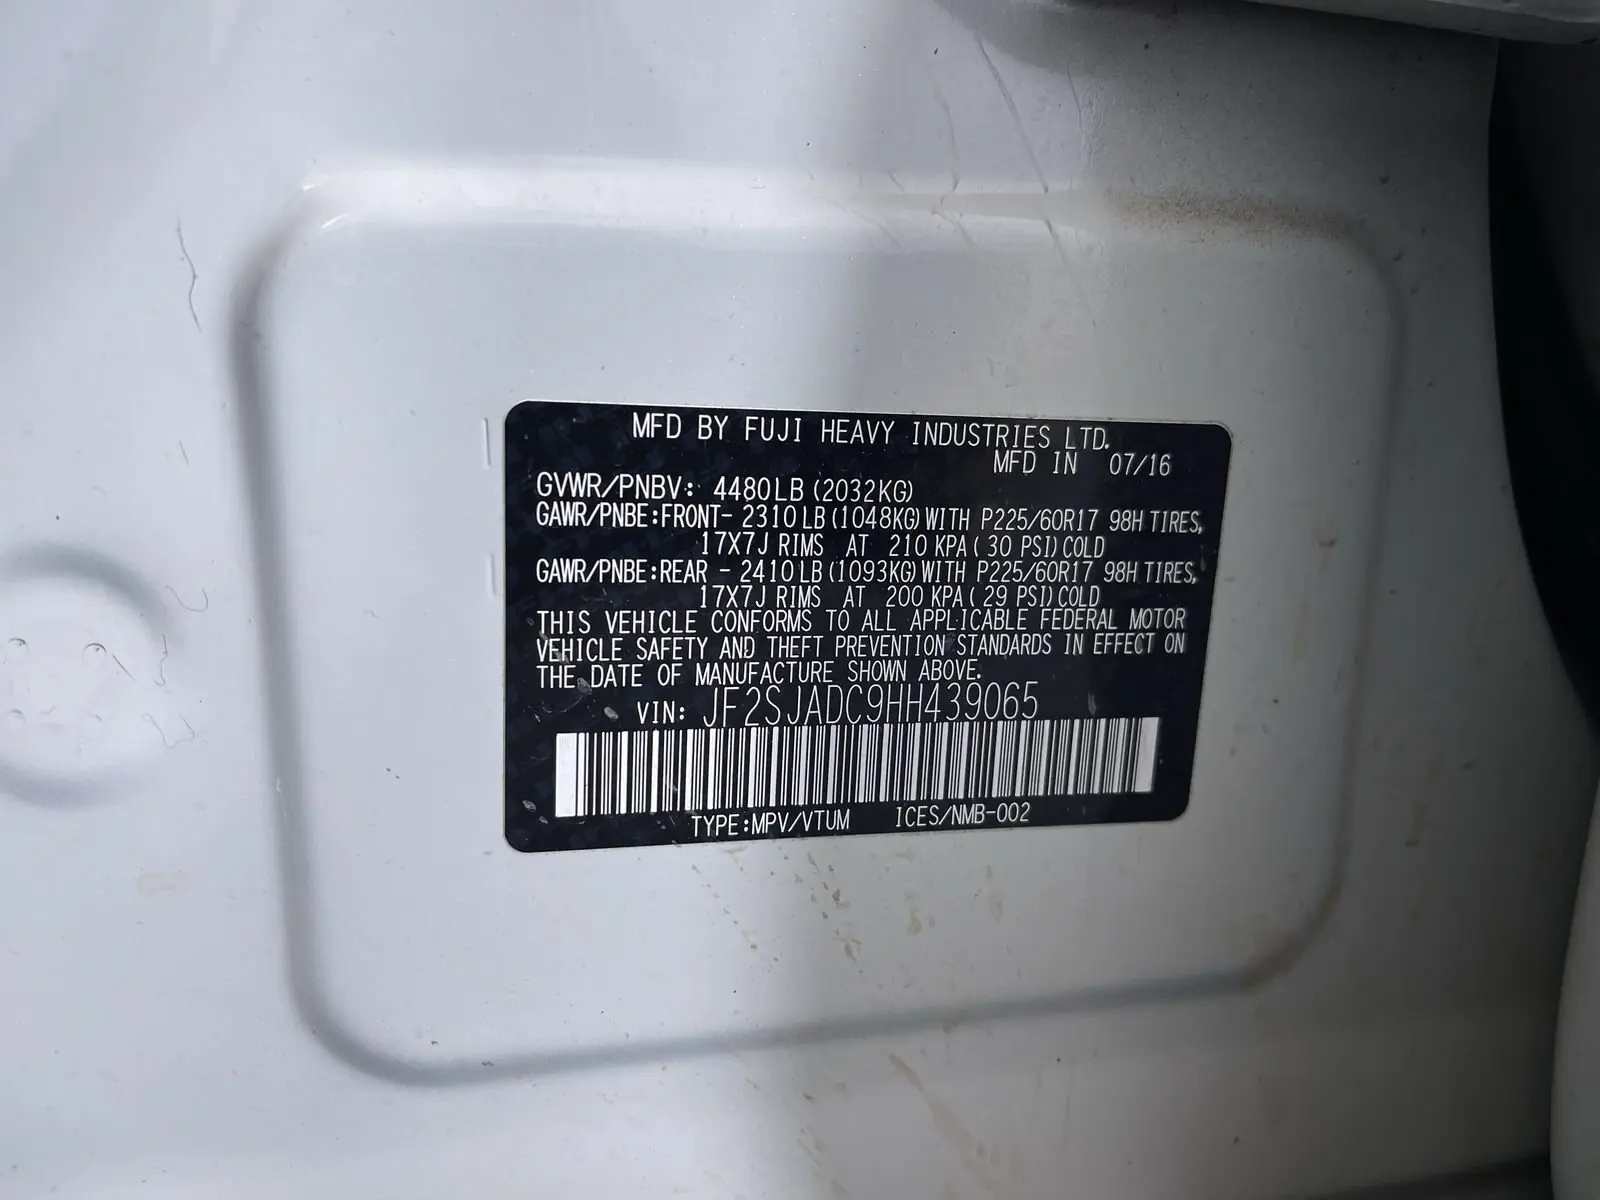 MFD BY FUJI HEAVY INDUSTRIES LTD.
MFD IN 07/16
GVWR/PNBV: 4480LB (2032KG)
GAWR/PNBE:FRONT- 2310LB (1048KG) WITH P225/60R17 98H TIRES,
17X7J RIMS AT 210 KPA ( 30 PSI) COLD
GAWR/PNBE:REAR - 2410LB (1093KG) WITH P225/60R17 98H TIRES,
17X7J RIMS AT 200 KPA ( 29 PSI) COLD
THIS VEHICLE CONFORMS TO ALL APPLICABLE FEDERAL MOTOR
VEHICLE SAFETY AND THEFT PREVENTION STANDARDS IN EFFECT ON
THE DATE OF MANUFACTURE SHOWN ABOVE.
VIN: JF2SJADC9HH439065
TYPE:MPV/VTUM ICES/NMB-002